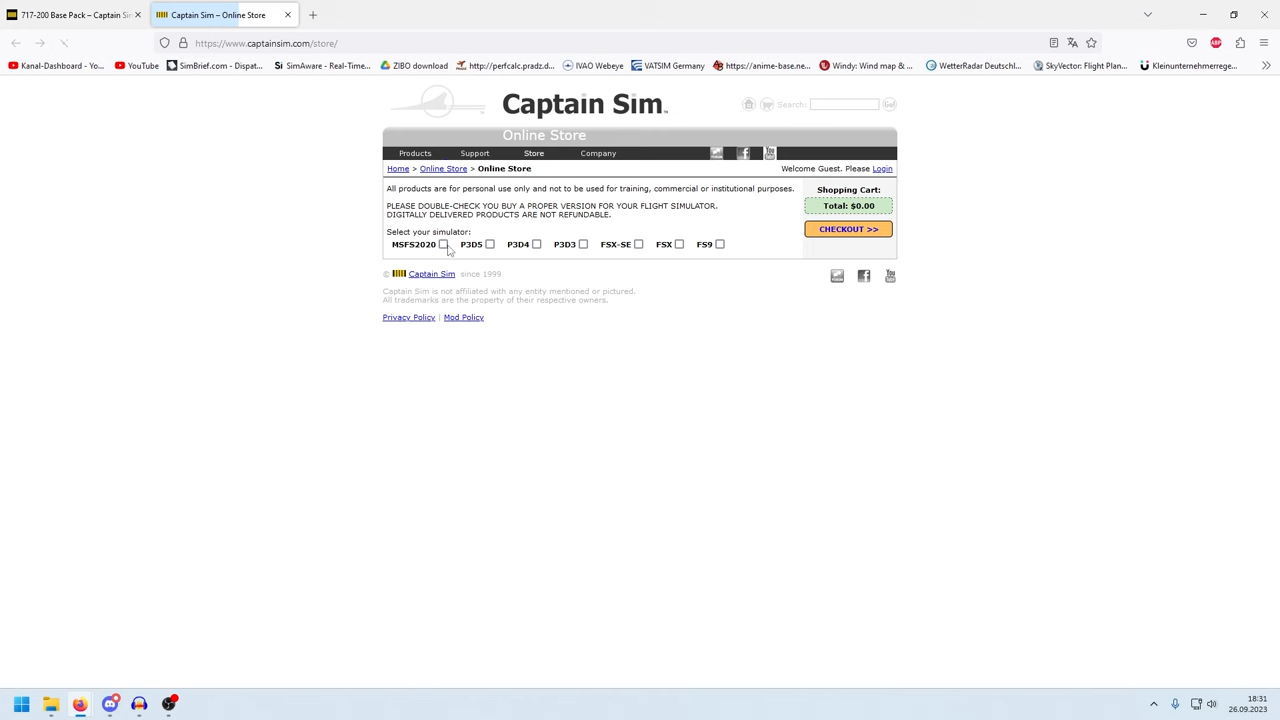 717-200 Base Pack – Captain Sim
Captain Sim – Online Store
https://www.captainsim.com/store/
Kanal-Dashboard - Yo...
YouTube
SimBrief.com - Dispat...
SimAware - Real-Time...
ZIBO download
http://perfcalc.pradz.d...
IVAO Webeye
VATSIM Germany
https://anime-base.ne...
Windy: Wind map & ...
WetterRadar Deutschl...
SkyVector: Flight Plan...
Kleinunternehmerrege...
Captain Sim™
Search:
Go!
Online Store
Products Support Store Company
Home > Online Store > Online Store
Welcome Guest. Please Login
All products are for personal use only and not to be used for training, commercial or institutional purposes.
PLEASE DOUBLE-CHECK YOU BUY A PROPER VERSION FOR YOUR FLIGHT SIMULATOR.
DIGITALLY DELIVERED PRODUCTS ARE NOT REFUNDABLE.
Select your simulator:
MSFS2020 P3D5 P3D4 P3D3 FSX-SE FSX FS9
Shopping Cart:
Total: $0.00
CHECKOUT >>
© Captain Sim since 1999
Captain Sim is not affiliated with any entity mentioned or pictured.
All trademarks are the property of their respective owners.
Privacy Policy | Mod Policy
18:31
26.09.2023